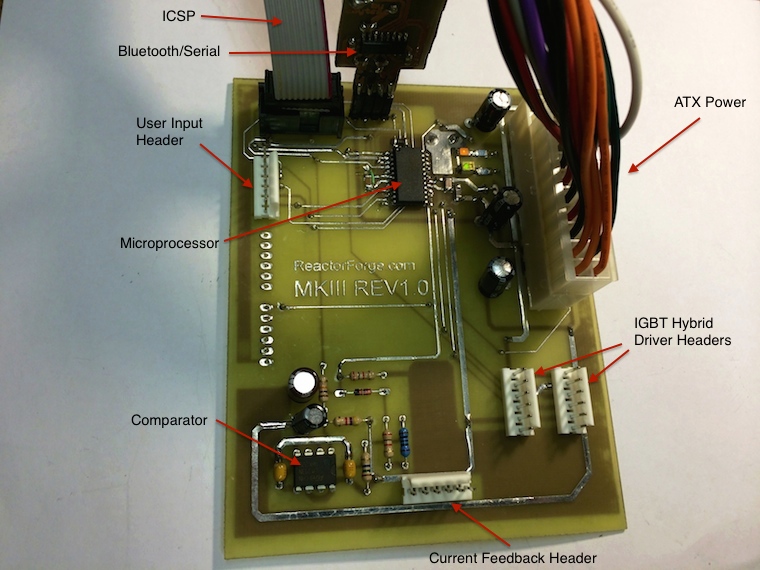 ICSP
Bluetooth/Serial
ATX Power
User Input
Header
Microprocessor
ReactorForge.com
MKIII REV1.0
IGBT Hybrid
Driver Headers
Comparator
Current Feedback Header